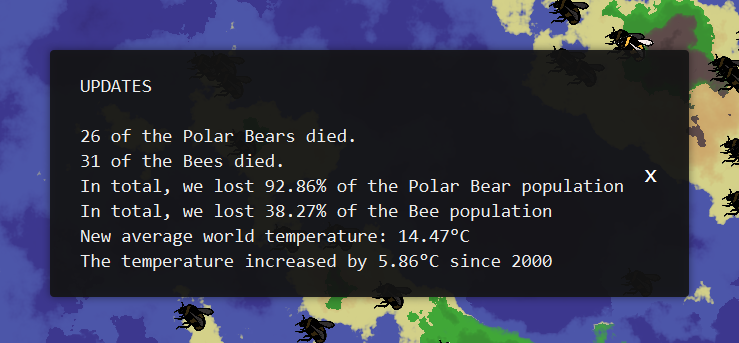 UPDATES
26 of the Polar Bears died.
31 of the Bees died.
In total, we lost 92.86% of the Polar Bear population
In total, we lost 38.27% of the Bee population
New average world temperature: 14.47°C
The temperature increased by 5.86°C since 2000
X